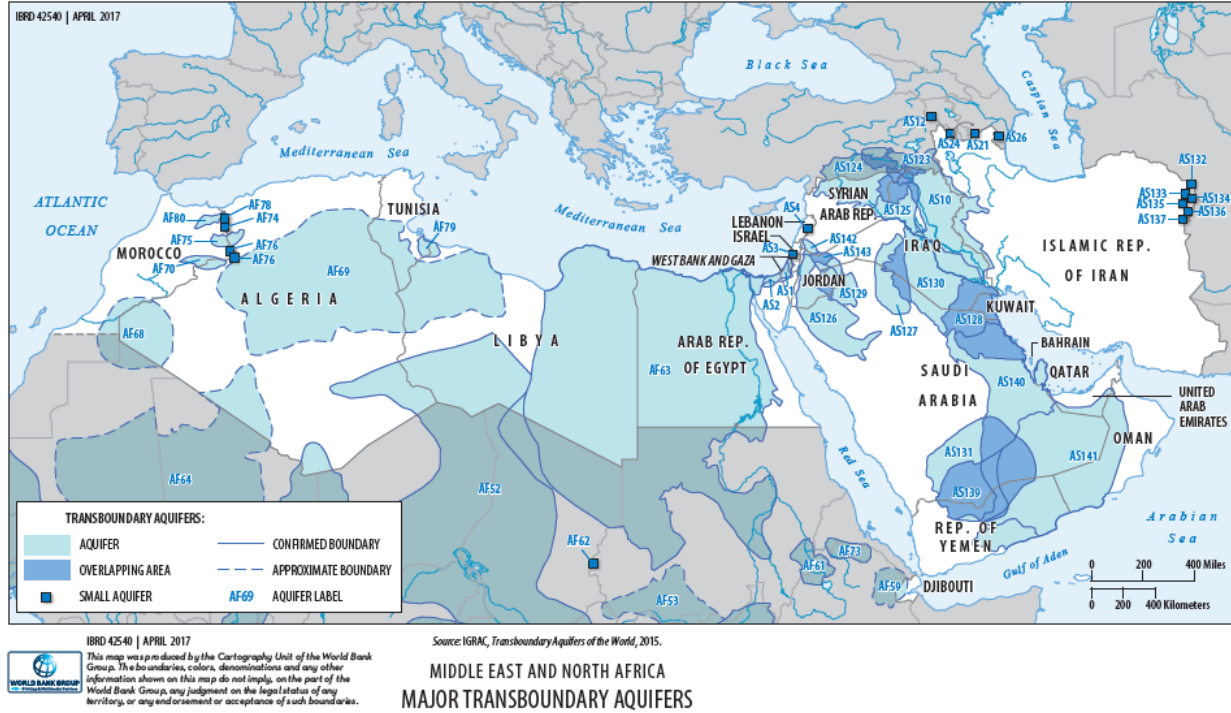 IBRD 42540 | APRIL 2017
Black Sea
Caspian Sea
Mediterranean Sea
ATLANTIC
OCEAN
Mediterranean Sea
AS12
AS24
AS21
AS26
AS132
AS133
AS134
AS135
AS136
AS137
AS124
AS123
SYRIAN
ARAB REP.
AS125
AS10
AS4
LEBANON
ISRAEL
AS3
WEST BANK AND GAZA
AS142
AS143
IRAQ
ISLAMIC REP.
OF IRAN
TUNISIA
AF78
AF80
AF74
AF75
AF76
AF76
MOROCCO
AF70
AF79
AF69
ALGERIA
AF68
LIBYA
ARAB REP.
OF EGYPT
AF63
AS1
AS2
JORDAN
AS129
AS126
AS130
AS127
KUWAIT
AS128
BAHRAIN
QATAR
SAUDI
ARABIA
AS140
UNITED
ARAB
EMIRATES
OMAN
AS131
AS141
AS139
Red Sea
REP. OF
YEMEN
Arabian
Sea
Gulf of Aden
DJIBOUTI
AF64
AF52
AF62
AF53
AF61
AF73
AF59
TRANSBOUNDARY AQUIFERS:
AQUIFER
CONFIRMED BOUNDARY
OVERLAPPING AREA
APPROXIMATE BOUNDARY
SMALL AQUIFER
AF69 AQUIFER LABEL
0 200 400 Miles
0 200 400 Kilometers
IBRD 42540 | APRIL 2017
This map was produced by the Cartography Unit of the World Bank
Group. The boundaries, colors, denominations and any other
information shown on this map do not imply, on the part of the
World Bank Group, any judgment on the legal status of any
territory, or any endorsement or acceptance of such boundaries.
WORLD BANK GROUP
Source: IGRAC, Transboundary Aquifers of the World, 2015.
MIDDLE EAST AND NORTH AFRICA
MAJOR TRANSBOUNDARY AQUIFERS